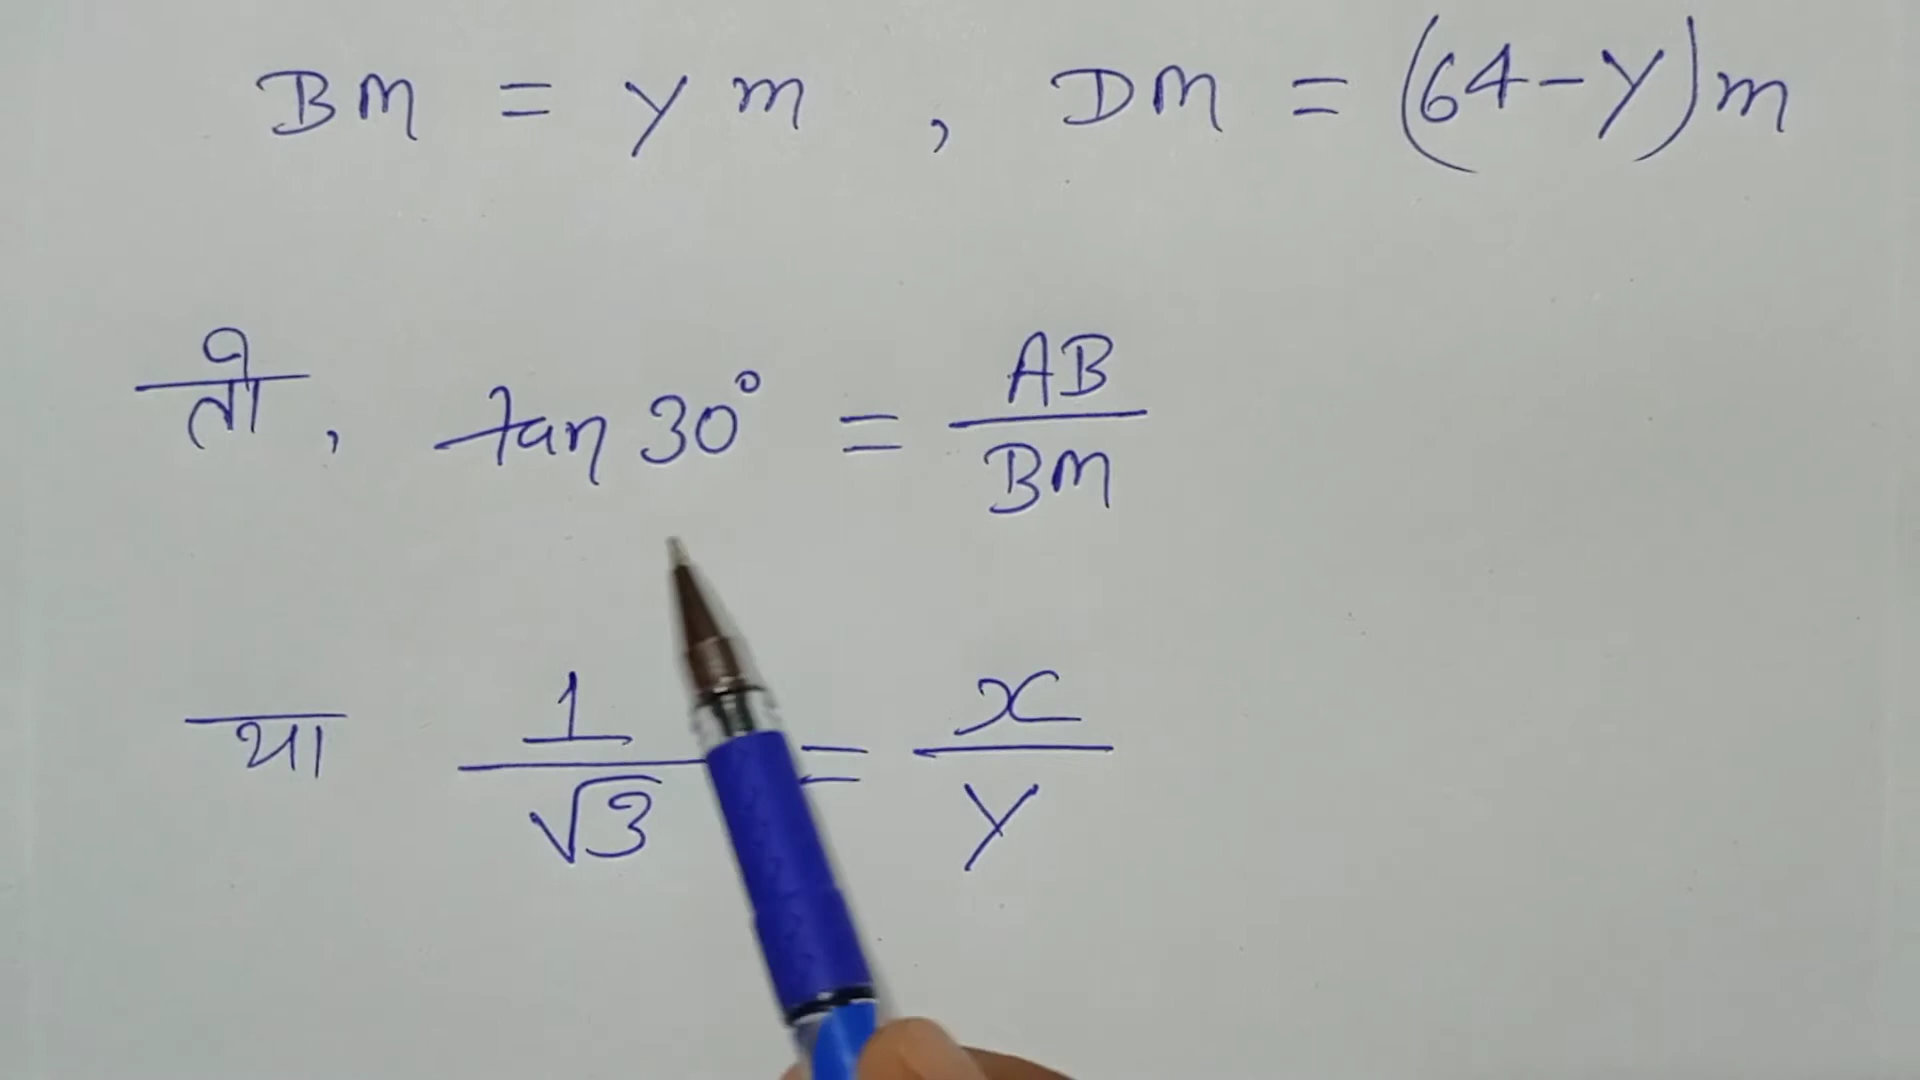 BM = y m , DM = (64-y)m
तो, tan 30° = AB/BM
या 1/√3 = x/y